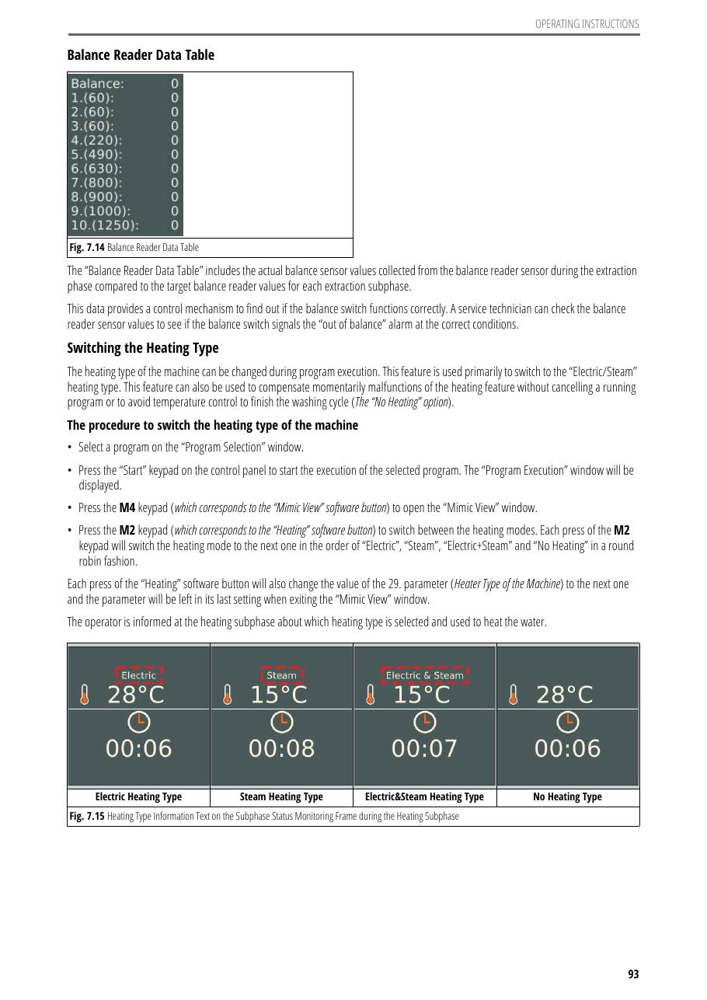 OPERATING INSTRUCTIONS
Balance Reader Data Table
Balance: 0
1.(60): 0
2.(60): 0
3.(60): 0
4.(220): 0
5.(490): 0
6.(630): 0
7.(800): 0
8.(900): 0
9.(1000): 0
10.(1250): 0
Fig. 7.14 Balance Reader Data Table
The “Balance Reader Data Table” includes the actual balance sensor values collected from the balance reader sensor during the extraction
phase compared to the target balance reader values for each extraction subphase.
This data provides a control mechanism to find out if the balance switch functions correctly. A service technician can check the balance
reader sensor values to see if the balance switch signals the “out of balance” alarm at the correct conditions.
Switching the Heating Type
The heating type of the machine can be changed during program execution. This feature is used primarily to switch to the “Electric/Steam”
heating type. This feature can also be used to compensate momentarily malfunctions of the heating feature without cancelling a running
program or to avoid temperature control to finish the washing cycle (The “No Heating” option).
The procedure to switch the heating type of the machine
• Select a program on the “Program Selection” window.
• Press the “Start” keypad on the control panel to start the execution of the selected program. The “Program Execution” window will be
displayed.
• Press the M4 keypad (which corresponds to the “Mimic View” software button) to open the “Mimic View” window.
• Press the M2 keypad (which corresponds to the “Heating” software button) to switch between the heating modes. Each press of the M2
keypad will switch the heating mode to the next one in the order of “Electric”, “Steam”, “Electric+Steam” and “No Heating” in a round
robin fashion.
Each press of the “Heating” software button will also change the value of the 29. parameter (Heater Type of the Machine) to the next one
and the parameter will be left in its last setting when exiting the “Mimic View” window.
The operator is informed at the heating subphase about which heating type is selected and used to heat the water.
Electric Steam Electric & Steam
28°C 15°C 15°C 28°C
00:06 00:08 00:07 00:06
Electric Heating Type Steam Heating Type Electric&Steam Heating Type No Heating Type
Fig. 7.15 Heating Type Information Text on the Subphase Status Monitoring Frame during the Heating Subphase
93